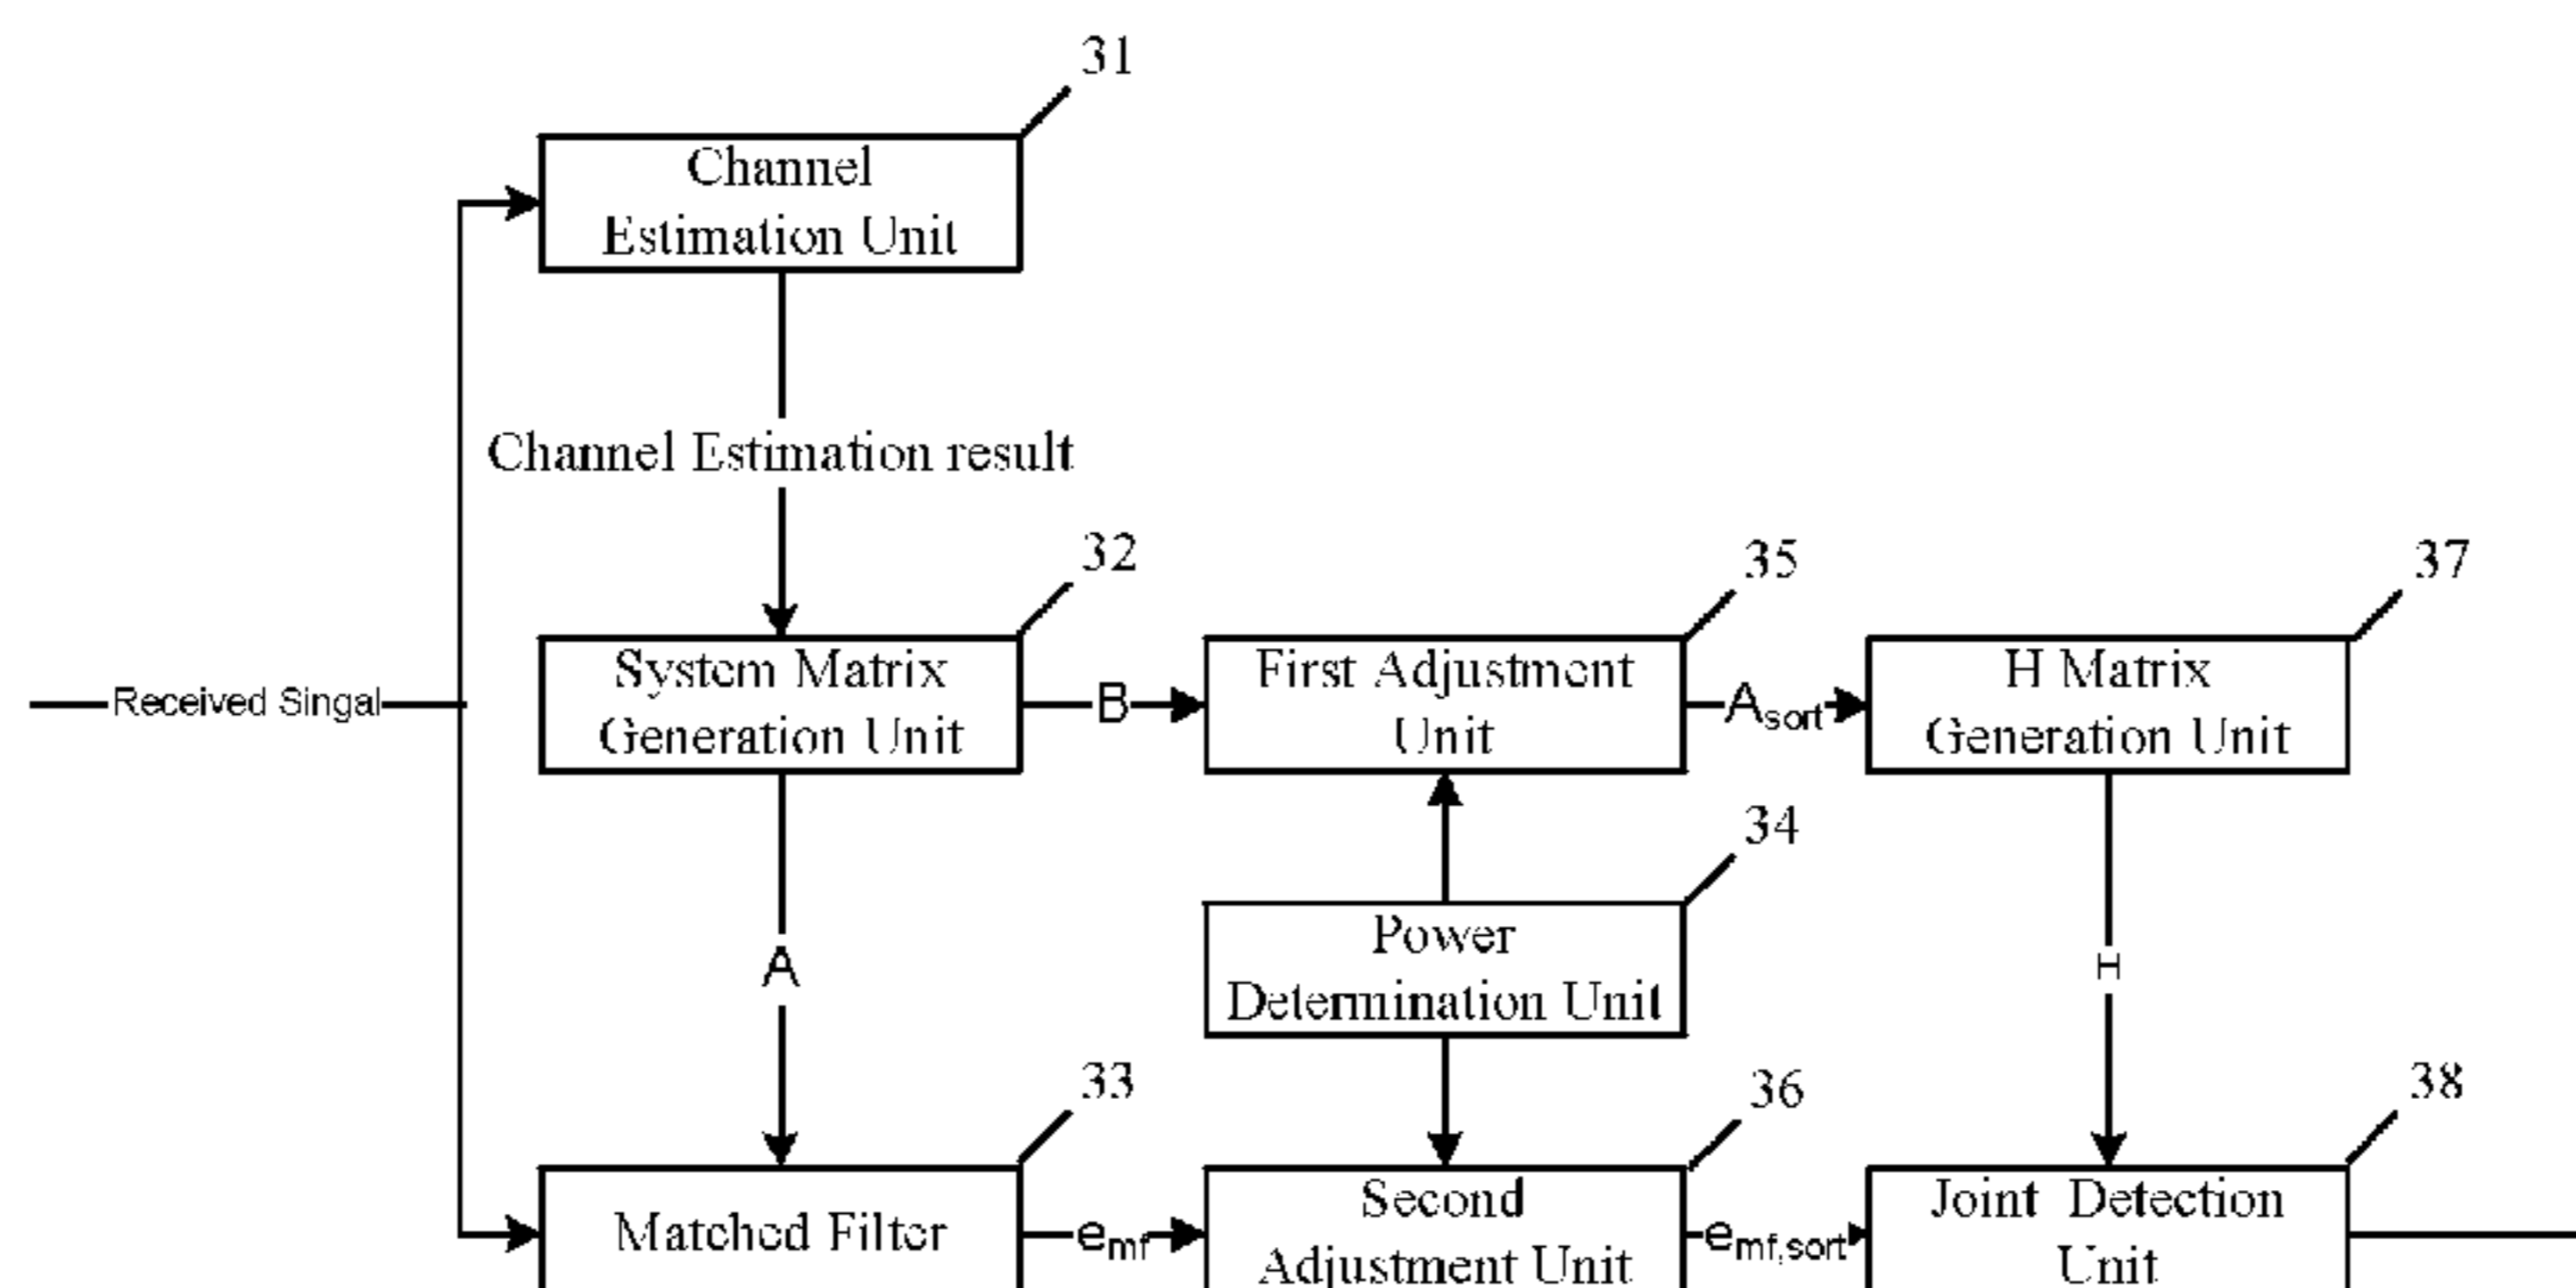 31
Channel
Estimation Unit
Channel Estimation result
32
35
37
System Matrix
Generation Unit
First Adjustment
Unit
H Matrix
Generation Unit
Received Singal
B
Asort
34
Power
Determination Unit
A
H
33
36
38
Matched Filter
emf
Second
Adjustment Unit
emf,sort
Joint Detection
Unit